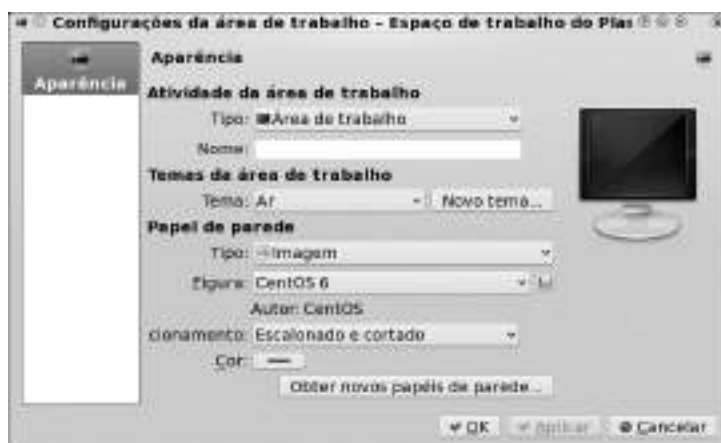 Configurações da área de trabalho - Espaço de trabalho do Plas
Aparência
Aparência
Atividade da área de trabalho
Tipo: Área de trabalho
Nome:
Temas da área de trabalho
Tema: Ar Novo tema...
Papel de parede
Tipo: Imagem
Figura: CentOS 6
Autor: CentOS
cionamento: Escalonado e cortado
Cor:
Obter novos papéis de parede...
OK Aplicar Cancelar